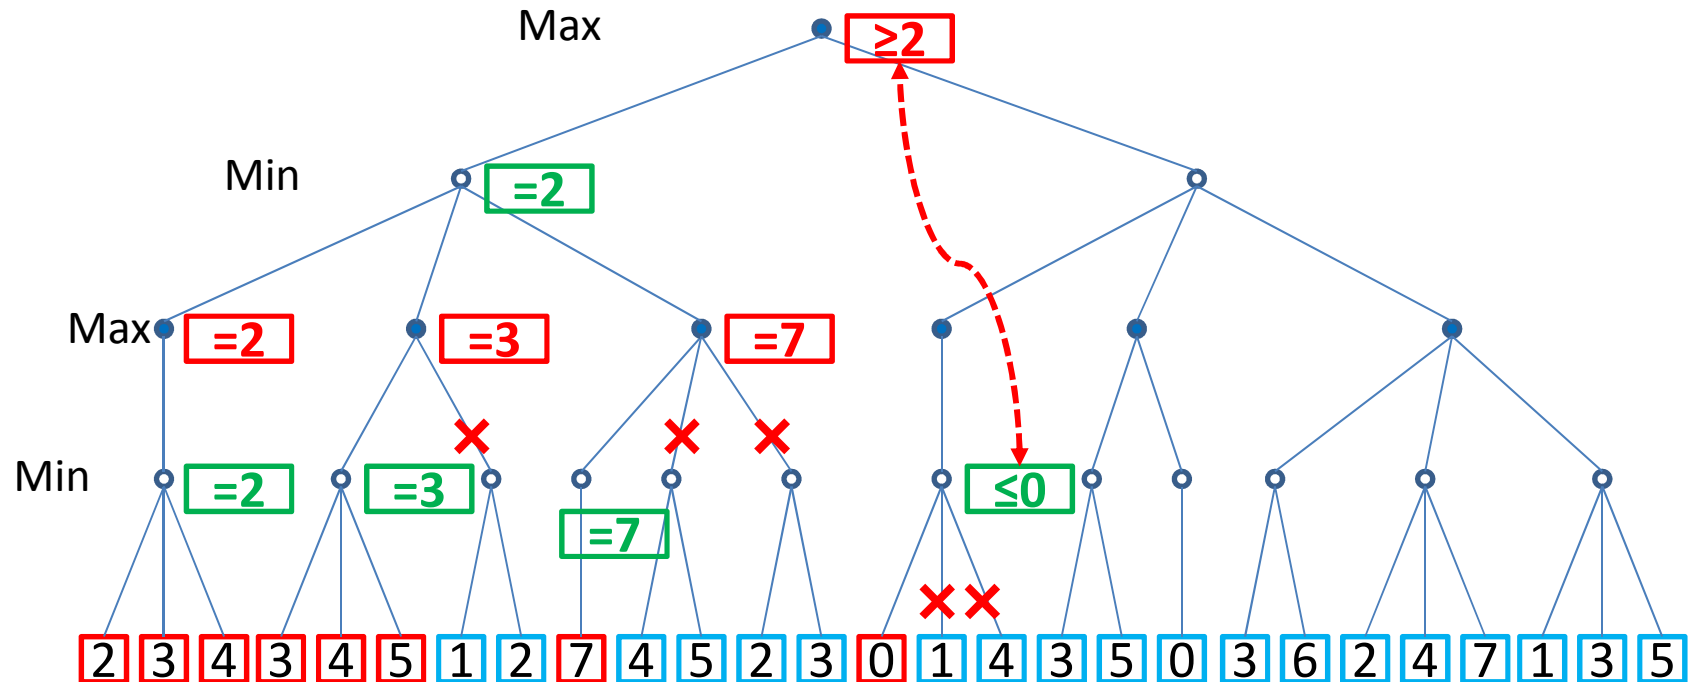 Max ≥2
Min =2
Max =2 =3 =7
Min =2 =3 ≤0
=7
2 3 4 3 4 5 1 2 7 4 5 2 3 0 1 4 3 5 0 3 6 2 4 7 1 3 5